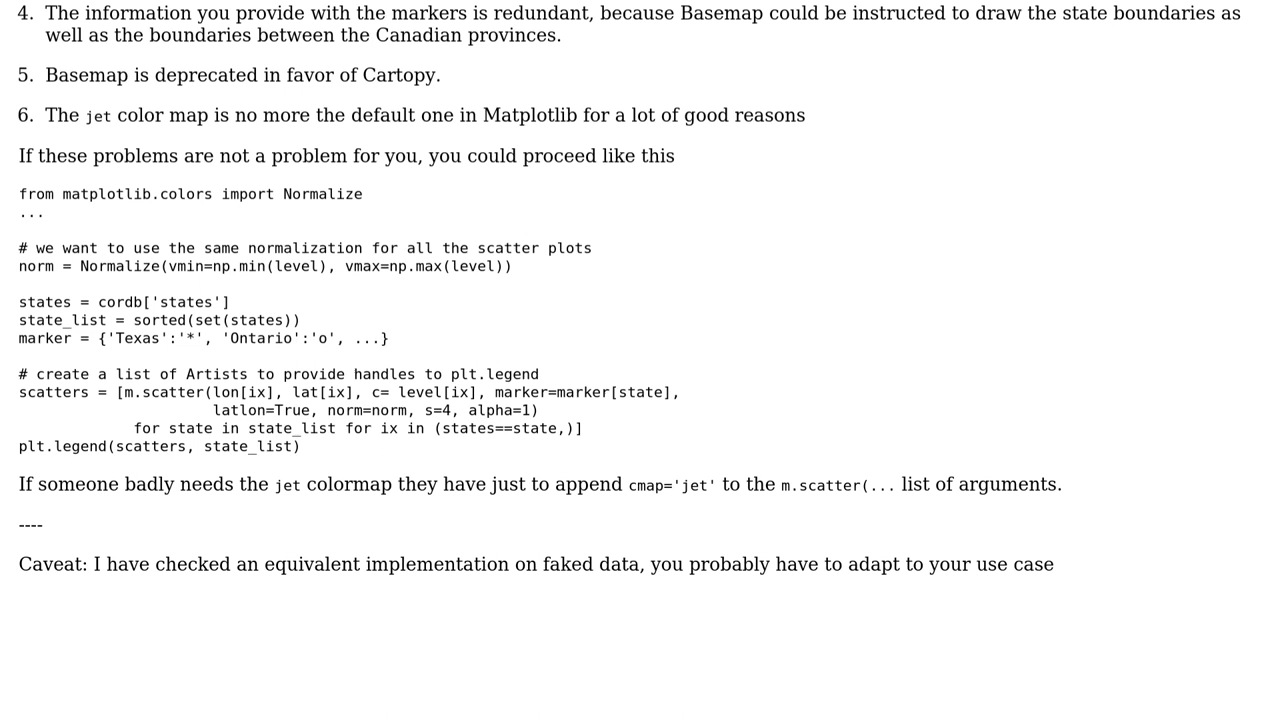 4. The information you provide with the markers is redundant, because Basemap could be instructed to draw the state boundaries as
well as the boundaries between the Canadian provinces.
5. Basemap is deprecated in favor of Cartopy.
6. The jet color map is no more the default one in Matplotlib for a lot of good reasons
If these problems are not a problem for you, you could proceed like this
from matplotlib.colors import Normalize
...
# we want to use the same normalization for all the scatter plots
norm = Normalize(vmin=np.min(level), vmax=np.max(level))
states = cordb['states']
state_list = sorted(set(states))
marker = {'Texas':'*', 'Ontario':'o', ...}
# create a list of Artists to provide handles to plt.legend
scatters = [m.scatter(lon[ix], lat[ix], c= level[ix], marker=marker[state],
                      latlon=True, norm=norm, s=4, alpha=1)
             for state in state_list for ix in (states==state,)]
plt.legend(scatters, state_list)
If someone badly needs the jet colormap they have just to append cmap='jet' to the m.scatter(... list of arguments.
----
Caveat: I have checked an equivalent implementation on faked data, you probably have to adapt to your use case